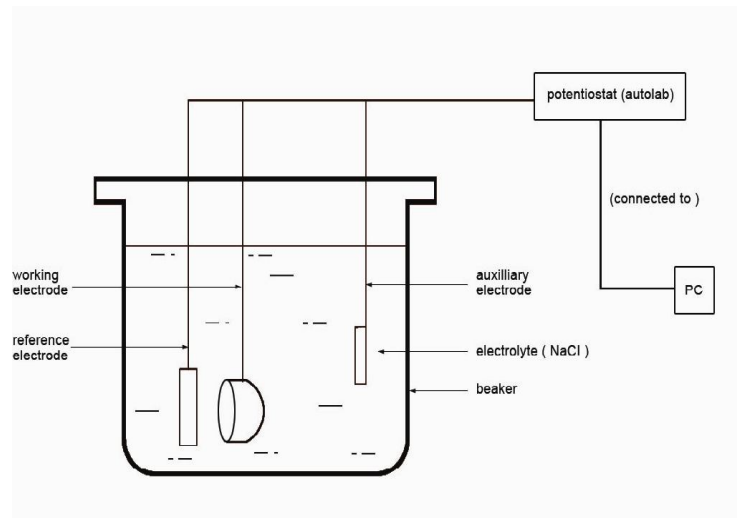 potentiostat (autolab)
(connected to )
PC
working
electrode
reference
electrode
auxilliary
electrode
electrolyte ( NaCl )
beaker